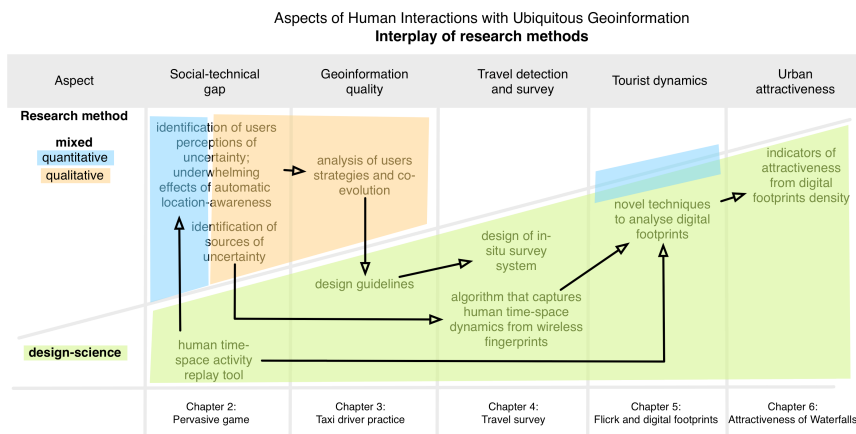 Aspects of Human Interactions with Ubiquitous Geoinformation
Interplay of research methods
Aspect
Social-technical
gap
Geoinformation
quality
Travel detection
and survey
Tourist dynamics
Urban
attractiveness
Research method
mixed
quantitative
qualitative
design-science
identification of users
perceptions of
uncertainty;
underwhelming
effects of automatic
location-awareness
identification of
sources of
uncertainty
human time-
space activity
replay tool
analysis of users
strategies and co-
evolution
design guidelines
design of in-
situ survey
system
algorithm that captures
human time-space
dynamics from wireless
fingerprints
novel techniques
to analyse digital
footprints
indicators of
attractiveness
from digital
footprints density
Chapter 2:
Pervasive game
Chapter 3:
Taxi driver practice
Chapter 4:
Travel survey
Chapter 5:
Flicrk and digital footprints
Chapter 6:
Attractiveness of Waterfalls